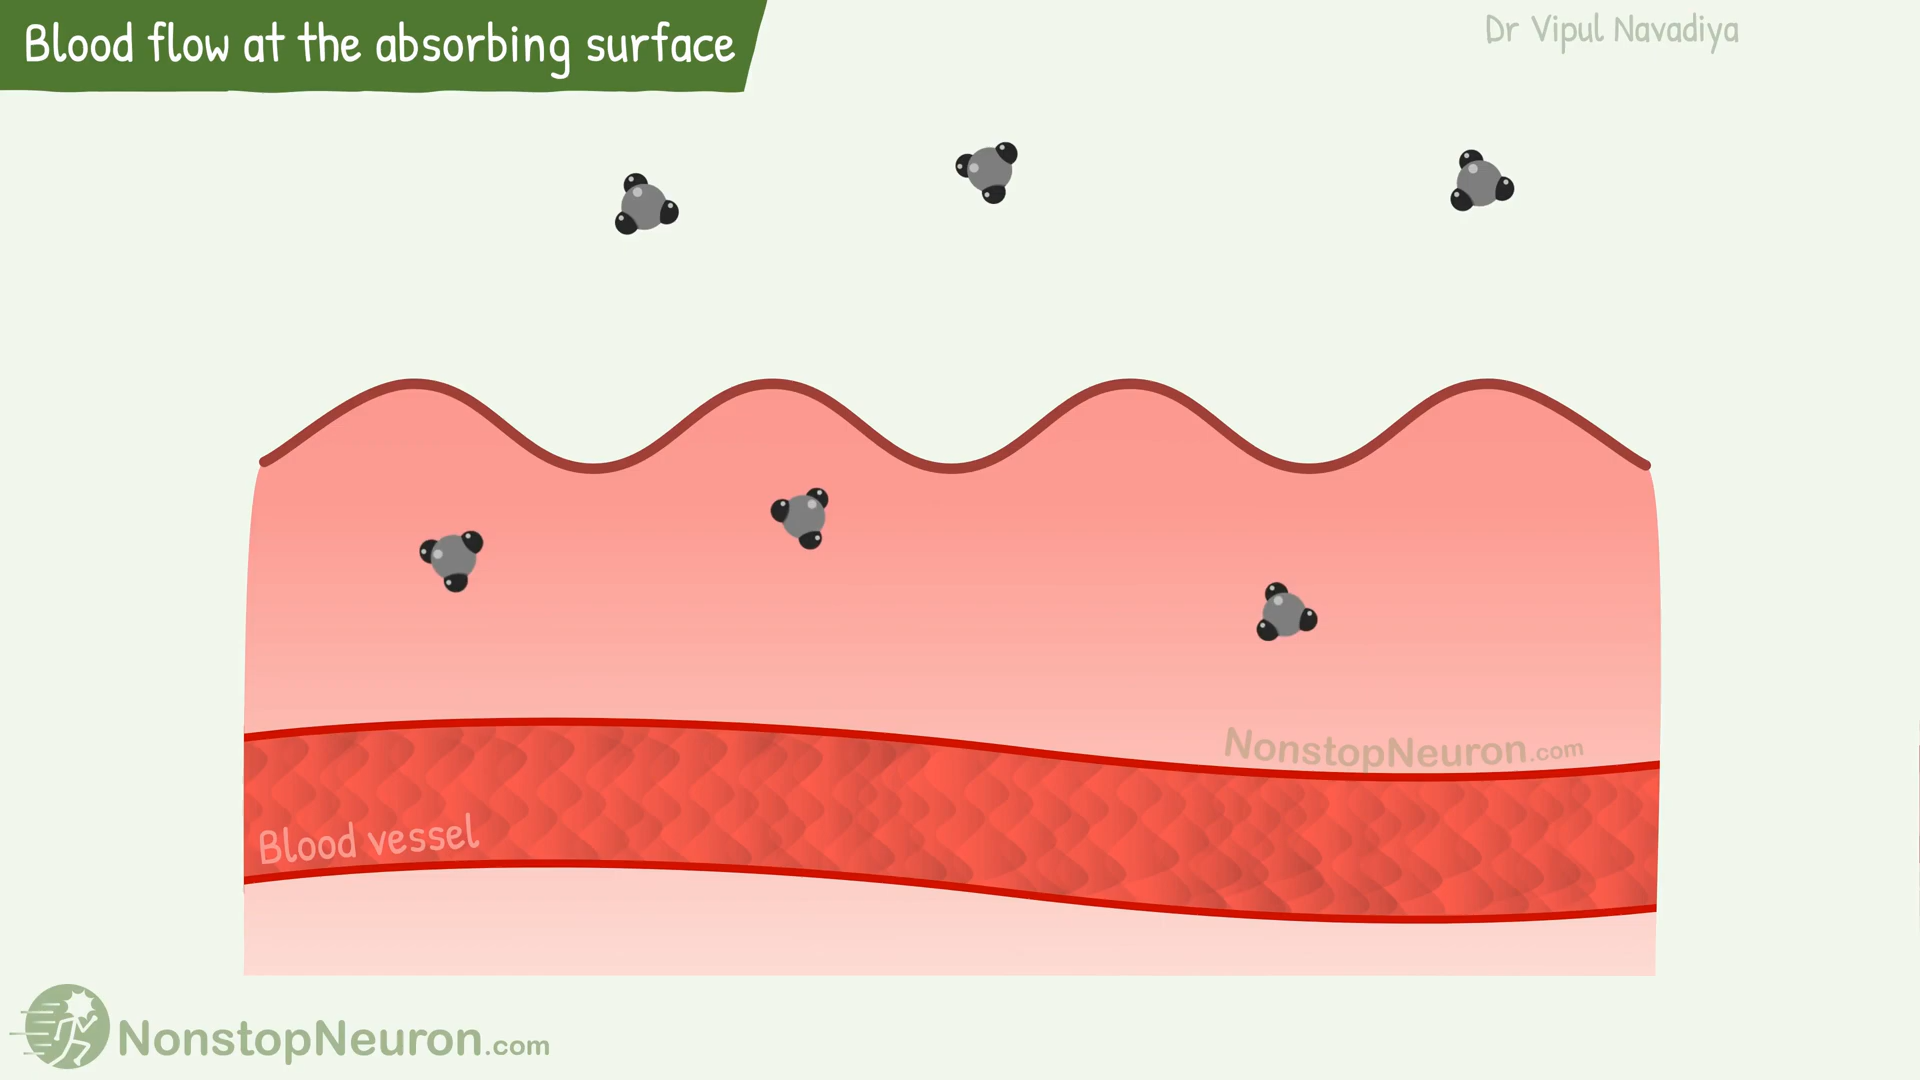 Blood flow at the absorbing surface
Dr Vipul Navadiya
NonstopNeuron.com
Blood vessel
NonstopNeuron.com